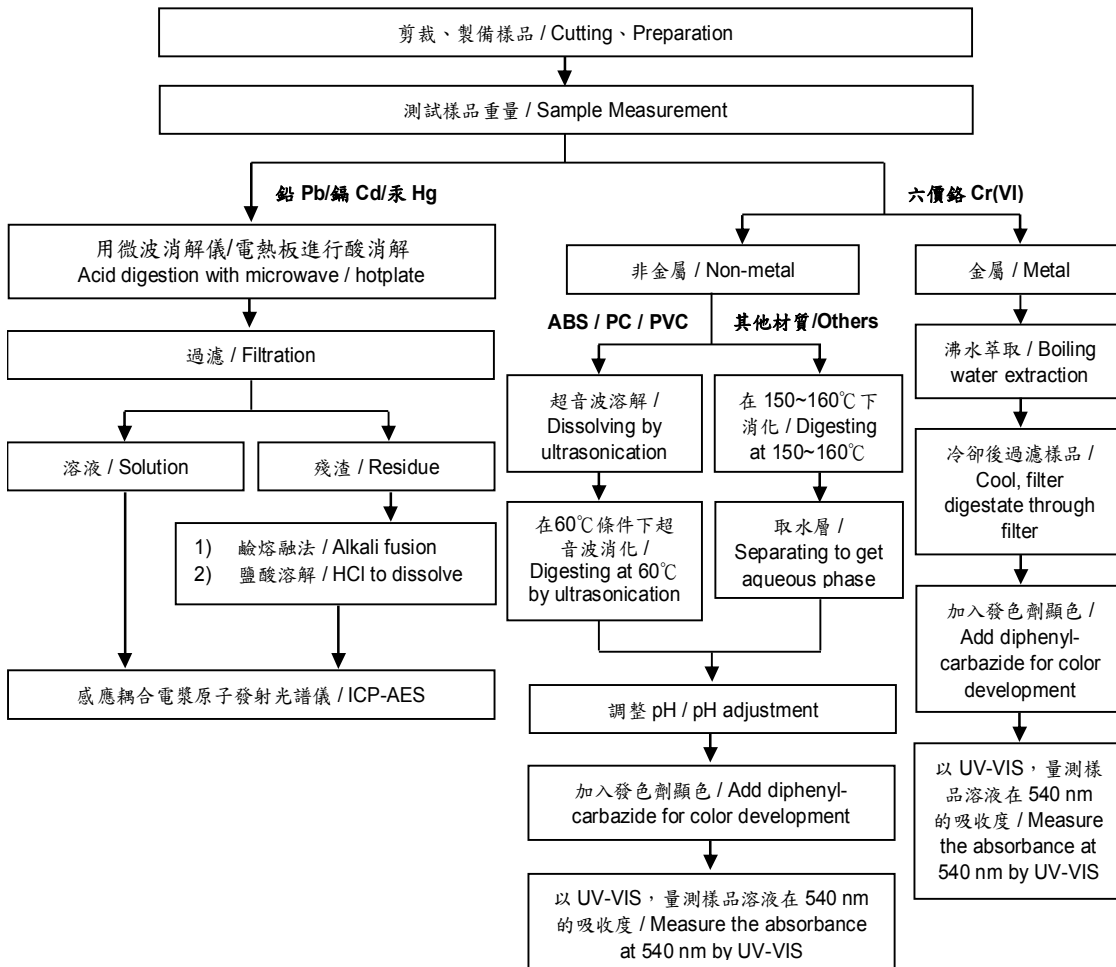 剪裁、製備樣品 / Cutting、Preparation
測試樣品重量 / Sample Measurement
鉛 Pb/鎘 Cd/汞 Hg
六價鉻 Cr(VI)
用微波消解儀/電熱板進行酸消解
Acid digestion with microwave / hotplate
過濾 / Filtration
溶液 / Solution
殘渣 / Residue
1) 鹼熔融法 / Alkali fusion
2) 鹽酸溶解 / HCl to dissolve
感應耦合電漿原子發射光譜儀 / ICP-AES
非金屬 / Non-metal
ABS / PC / PVC
其他材質/Others
超音波溶解 /
Dissolving by
ultrasonication
在60℃條件下超
音波消化 /
Digesting at 60℃
by ultrasonication
在 150~160℃下
消化 / Digesting
at 150~160℃
取水層 /
Separating to get
aqueous phase
調整 pH / pH adjustment
加入發色劑顯色 / Add diphenyl-
carbazide for color development
以 UV-VIS，量測樣品溶液在 540 nm
的吸收度 / Measure the absorbance
at 540 nm by UV-VIS
金屬 / Metal
沸水萃取 / Boiling
water extraction
冷卻後過濾樣品 /
Cool, filter
digestate through
filter
加入發色劑顯色 /
Add diphenyl-
carbazide for color
development
以 UV-VIS，量測樣
品溶液在 540 nm
的吸收度 / Measure
the absorbance at
540 nm by UV-VIS